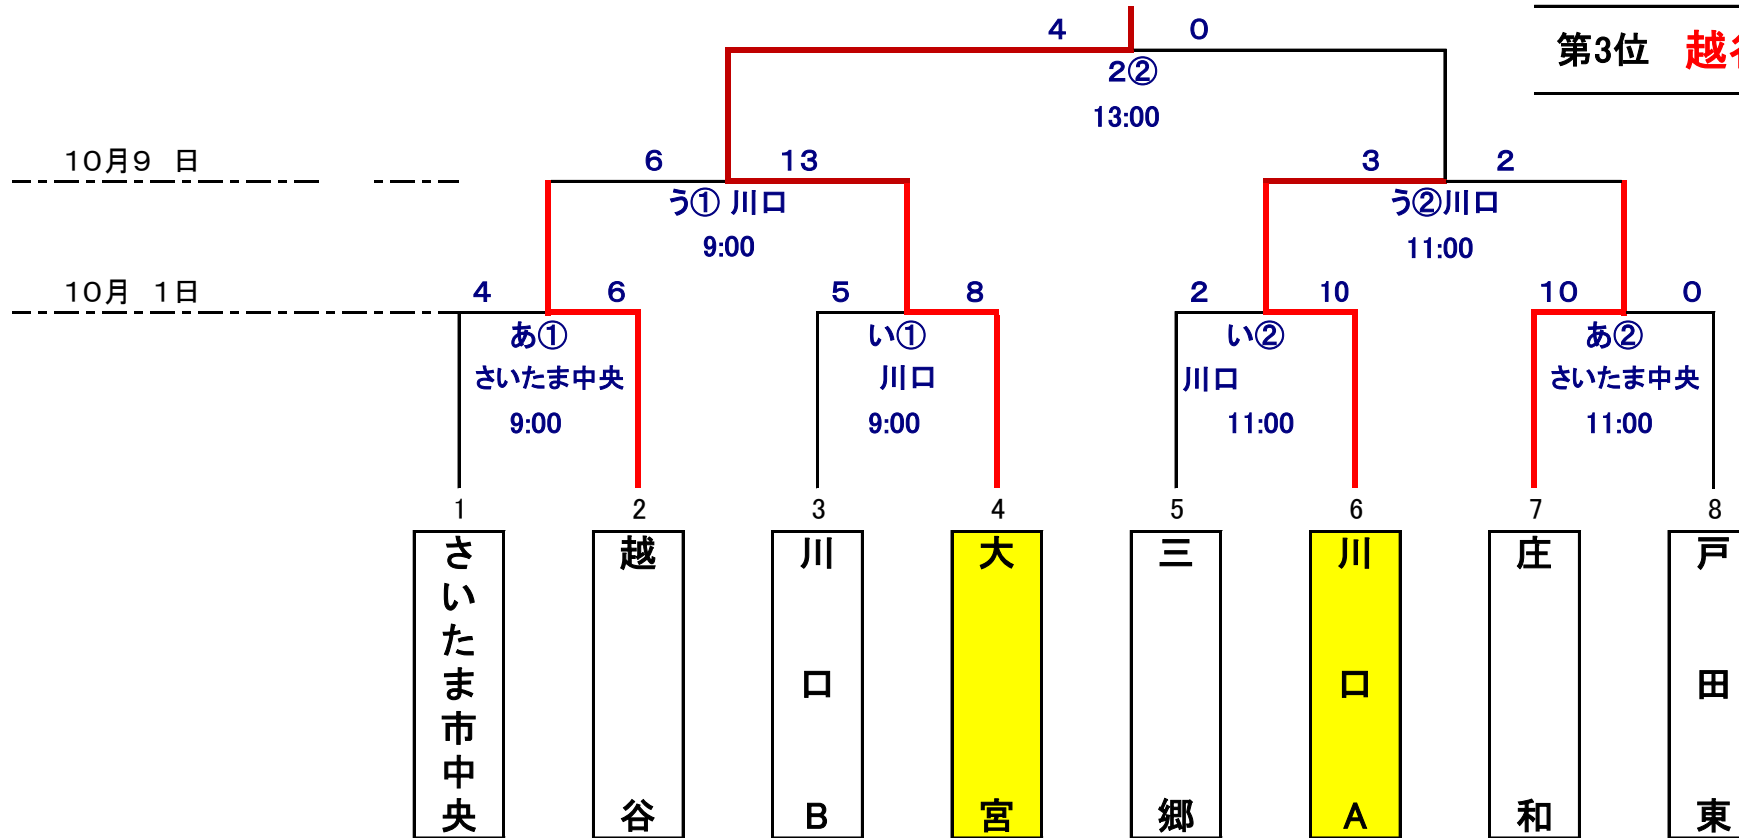 4 0
第3位 越谷
2②
13:00
10月9 日 6 13 3 2
う① 川口 う②川口
9:00 11:00
10月 1日 4 6 5 8 2 10 10 0
あ① い① い② あ②
さいたま中央 川口 川口 さいたま中央
9:00 9:00 11:00 11:00
1 2 3 4 5 6 7 8
さいたま市中央
越谷
川口B
大宮
三郷
川口A
庄和
戸田東